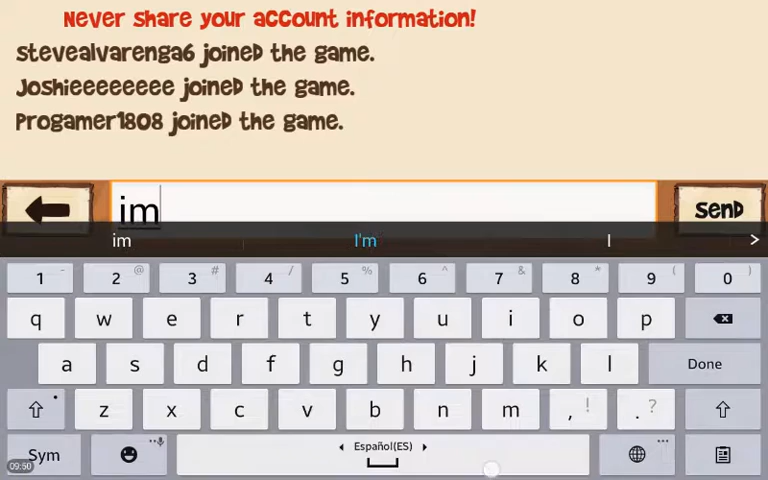 Never share your account information!
stevealvarenga6 joined the game.
Joshieeeeeeee joined the game.
Progamer1808 joined the game.
im
Send
im I'm I >
1 - 2 @ 3 # 4 / 5 % 6 ^ 7 & 8 * 9 ( 0 )
q w e r t y u i o p
a s d f g h j k l Done
z x c v b n m , ! . ?
Sym Español(ES)
09:50